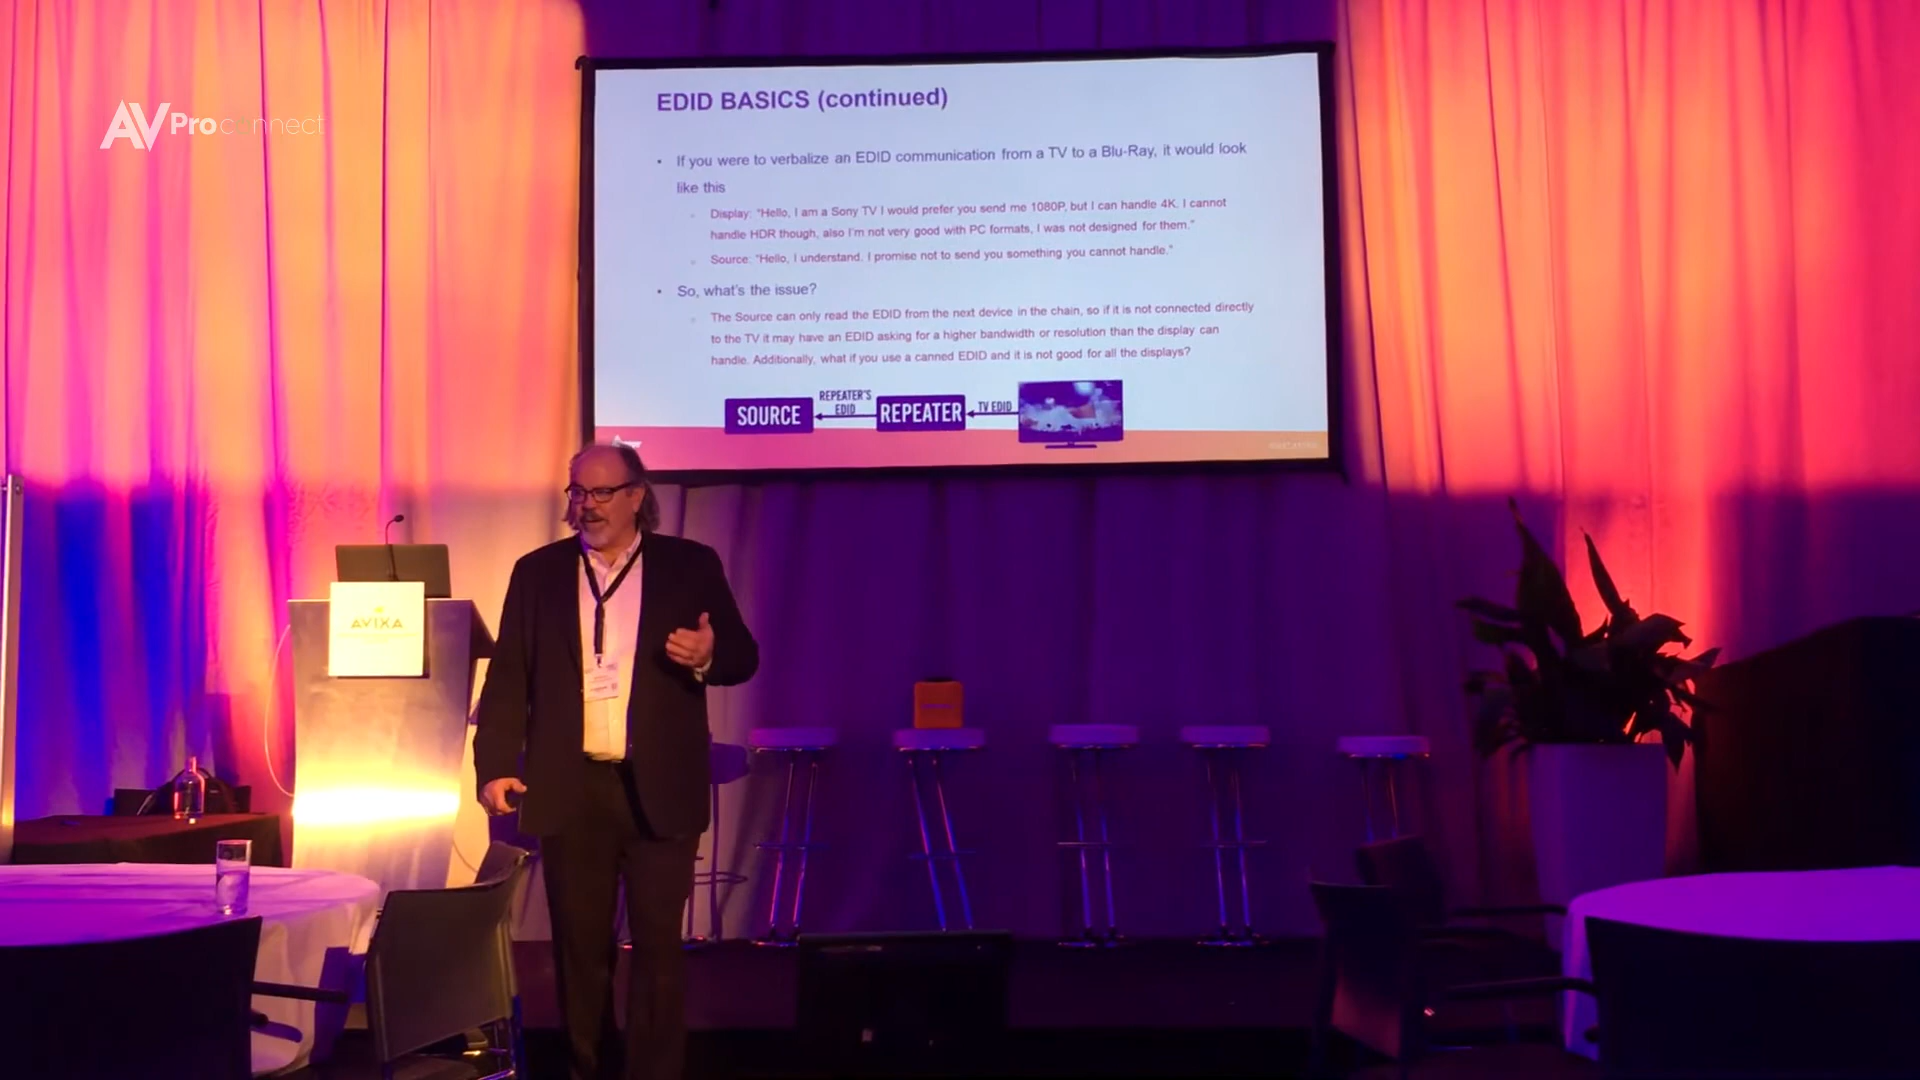 AVProconnect
EDID BASICS (continued)
• If you were to verbalize an EDID communication from a TV to a Blu-Ray, it would look
like this
Display: "Hello, I am a Sony TV I would prefer you send me 1080P, but I can handle 4K. I cannot
handle HDR though, also I'm not very good with PC formats, I was not designed for them."
Source: "Hello, I understand. I promise not to send you something you cannot handle."
• So, what's the issue?
The Source can only read the EDID from the next device in the chain, so if it is not connected directly
to the TV it may have an EDID asking for a higher bandwidth or resolution than the display can
handle. Additionally, what if you use a canned EDID and it is not good for all the displays?
SOURCE
REPEATER'S
EDID
REPEATER
TV EDID
AVIXA